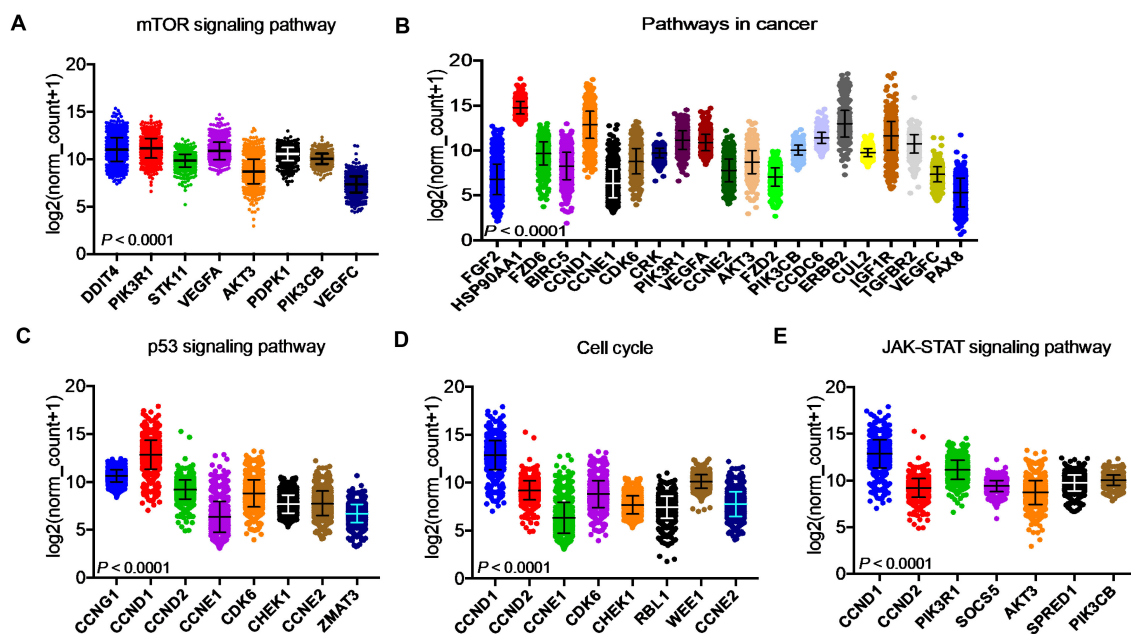 A
mTOR signaling pathway
log2(norm_count+1)
20
15
10
5
0
P < 0.0001
DDIT4
PIK3R1
STK11
VEGFA
AKT3
PDPK1
PIK3CB
VEGFC
B
Pathways in cancer
log2(norm_count+1)
20
15
10
5
0
P < 0.0001
FGF2
HSP90AA1
FZD6
BIRC5
CCND1
CCNE1
CDK6
CRK
PIK3R1
VEGFA
CCNE2
AKT3
FZD2
PIK3CB
CCDC6
ERBB2
CUL2
IGF1R
TGFBR2
VEGFC
PAX8
C
p53 signaling pathway
log2(norm_count+1)
20
15
10
5
0
P < 0.0001
CCNG1
CCND1
CCND2
CCNE1
CDK6
CHEK1
CCNE2
ZMAT3
D
Cell cycle
log2(norm_count+1)
20
15
10
5
0
P < 0.0001
CCND1
CCND2
CCNE1
CDK6
CHEK1
RBL1
WEE1
CCNE2
E
JAK-STAT signaling pathway
log2(norm_count+1)
20
15
10
5
0
P < 0.0001
CCND1
CCND2
PIK3R1
SOCS5
AKT3
SPRED1
PIK3CB